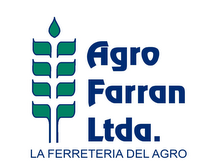 Agro
Farran
Ltda.
LA FERRETERIA DEL AGRO